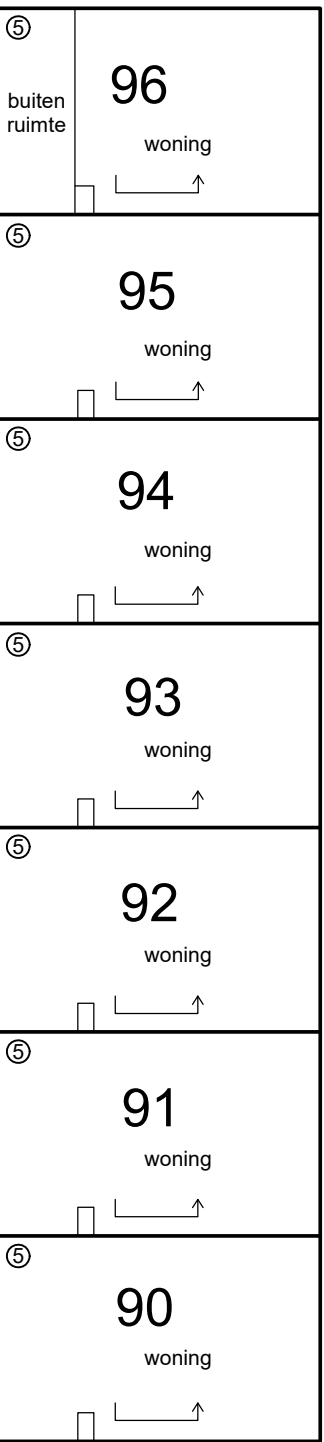 ⑤
96
buiten
ruimte
woning
⑤
95
woning
⑤
94
woning
⑤
93
woning
⑤
92
woning
⑤
91
woning
⑤
90
woning